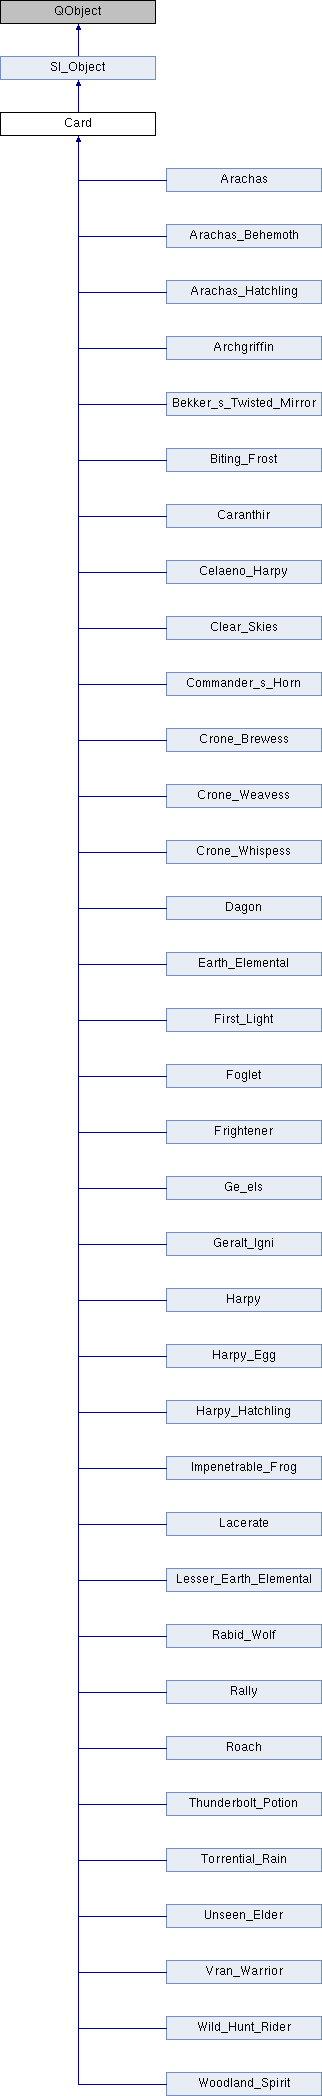 QObject
SI_Object
Card
Arachas
Arachas_Behemoth
Arachas_Hatchling
Archgriffin
Bekker_s_Twisted_Mirror
Biting_Frost
Caranthir
Celaeno_Harpy
Clear_Skies
Commander_s_Horn
Crone_Brewess
Crone_Weavess
Crone_Whispess
Dagon
Earth_Elemental
First_Light
Foglet
Frightener
Ge_els
Geralt_Igni
Harpy
Harpy_Egg
Harpy_Hatchling
Impenetrable_Frog
Lacerate
Lesser_Earth_Elemental
Rabid_Wolf
Rally
Roach
Thunderbolt_Potion
Torrential_Rain
Unseen_Elder
Vran_Warrior
Wild_Hunt_Rider
Woodland_Spirit